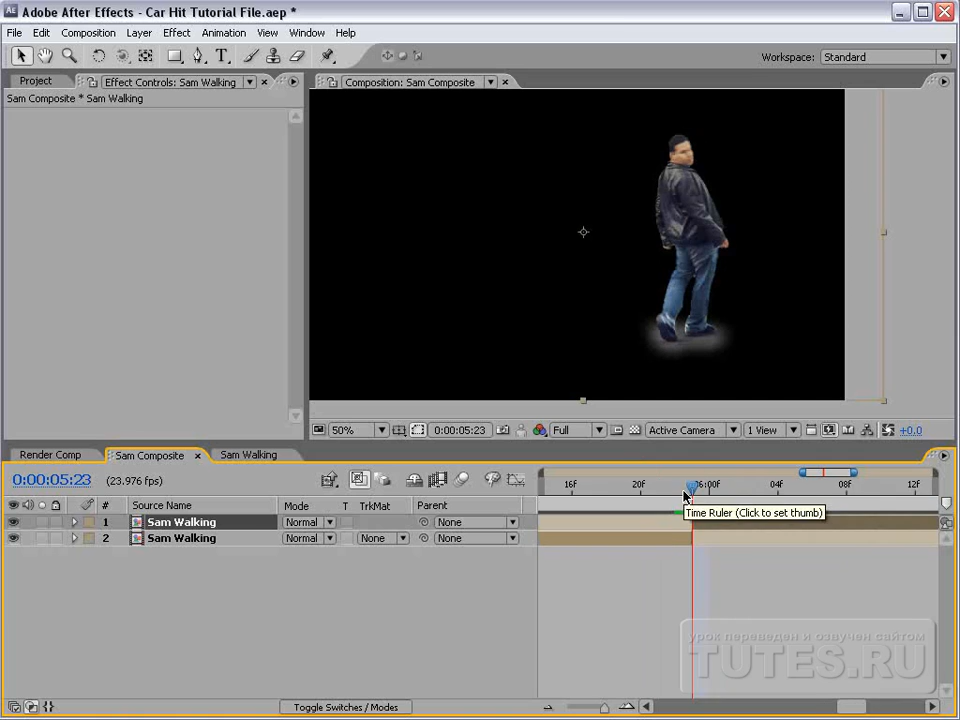 Adobe After Effects - Car Hit Tutorial File.aep *
File Edit Composition Layer Effect Animation View Window Help
Workspace: Standard
Project Effect Controls: Sam Walking
Composition: Sam Composite
Sam Composite * Sam Walking
50% 0:00:05:23 Full Active Camera 1 View +0.0
Render Comp Sam Composite Sam Walking
0:00:05:23 (23.976 fps)
16F 20F 06:00F 04F 08F 12F
# Source Name Mode T TrkMat Parent
1 Sam Walking Normal None
2 Sam Walking Normal None None
Time Ruler (Click to set thumb)
урок переведен и озвучен сайтом
TUTES.RU
Toggle Switches / Modes